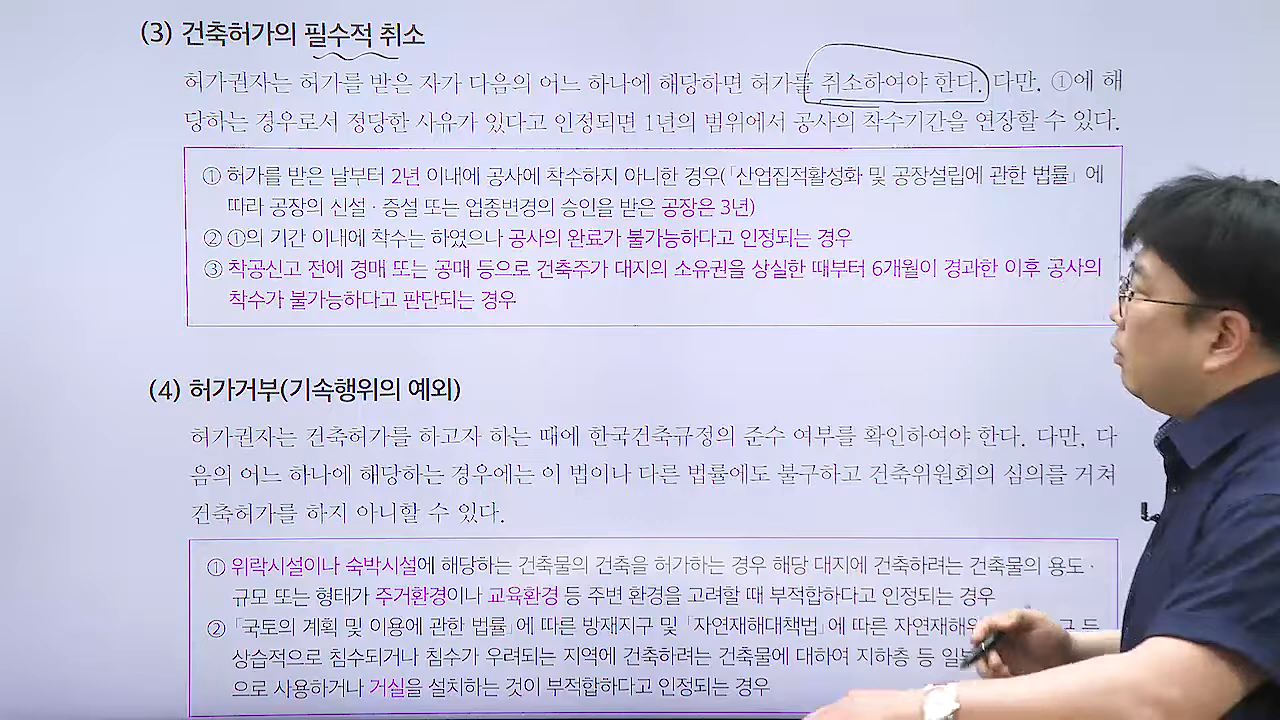 (3) 건축허가의 필수적 취소
허가권자는 허가를 받은 자가 다음의 어느 하나에 해당하면 허가를 취소하여야 한다. 다만, ①에 해
당하는 경우로서 정당한 사유가 있다고 인정되면 1년의 범위에서 공사의 착수기간을 연장할 수 있다.
① 허가를 받은 날부터 2년 이내에 공사에 착수하지 아니한 경우(「산업집적활성화 및 공장설립에 관한 법률」에
따라 공장의 신설·증설 또는 업종변경의 승인을 받은 공장은 3년)
② ①의 기간 이내에 착수는 하였으나 공사의 완료가 불가능하다고 인정되는 경우
③ 착공신고 전에 경매 또는 공매 등으로 건축주가 대지의 소유권을 상실한 때부터 6개월이 경과한 이후 공사의
착수가 불가능하다고 판단되는 경우
(4) 허가거부(기속행위의 예외)
허가권자는 건축허가를 하고자 하는 때에 한국건축규정의 준수 여부를 확인하여야 한다. 다만, 다
음의 어느 하나에 해당하는 경우에는 이 법이나 다른 법률에도 불구하고 건축위원회의 심의를 거쳐
건축허가를 하지 아니할 수 있다.
① 위락시설이나 숙박시설에 해당하는 건축물의 건축을 허가하는 경우 해당 대지에 건축하려는 건축물의 용도·
규모 또는 형태가 주거환경이나 교육환경 등 주변 환경을 고려할 때 부적합하다고 인정되는 경우
② 「국토의 계획 및 이용에 관한 법률」에 따른 방재지구 및 「자연재해대책법」에 따른 등
상습적으로 침수되거나 침수가 우려되는 지역에 건축하려는 건축물에 대하여 지하층 등
으로 사용하거나 거실을 설치하는 것이 부적합하다고 인정되는 경우